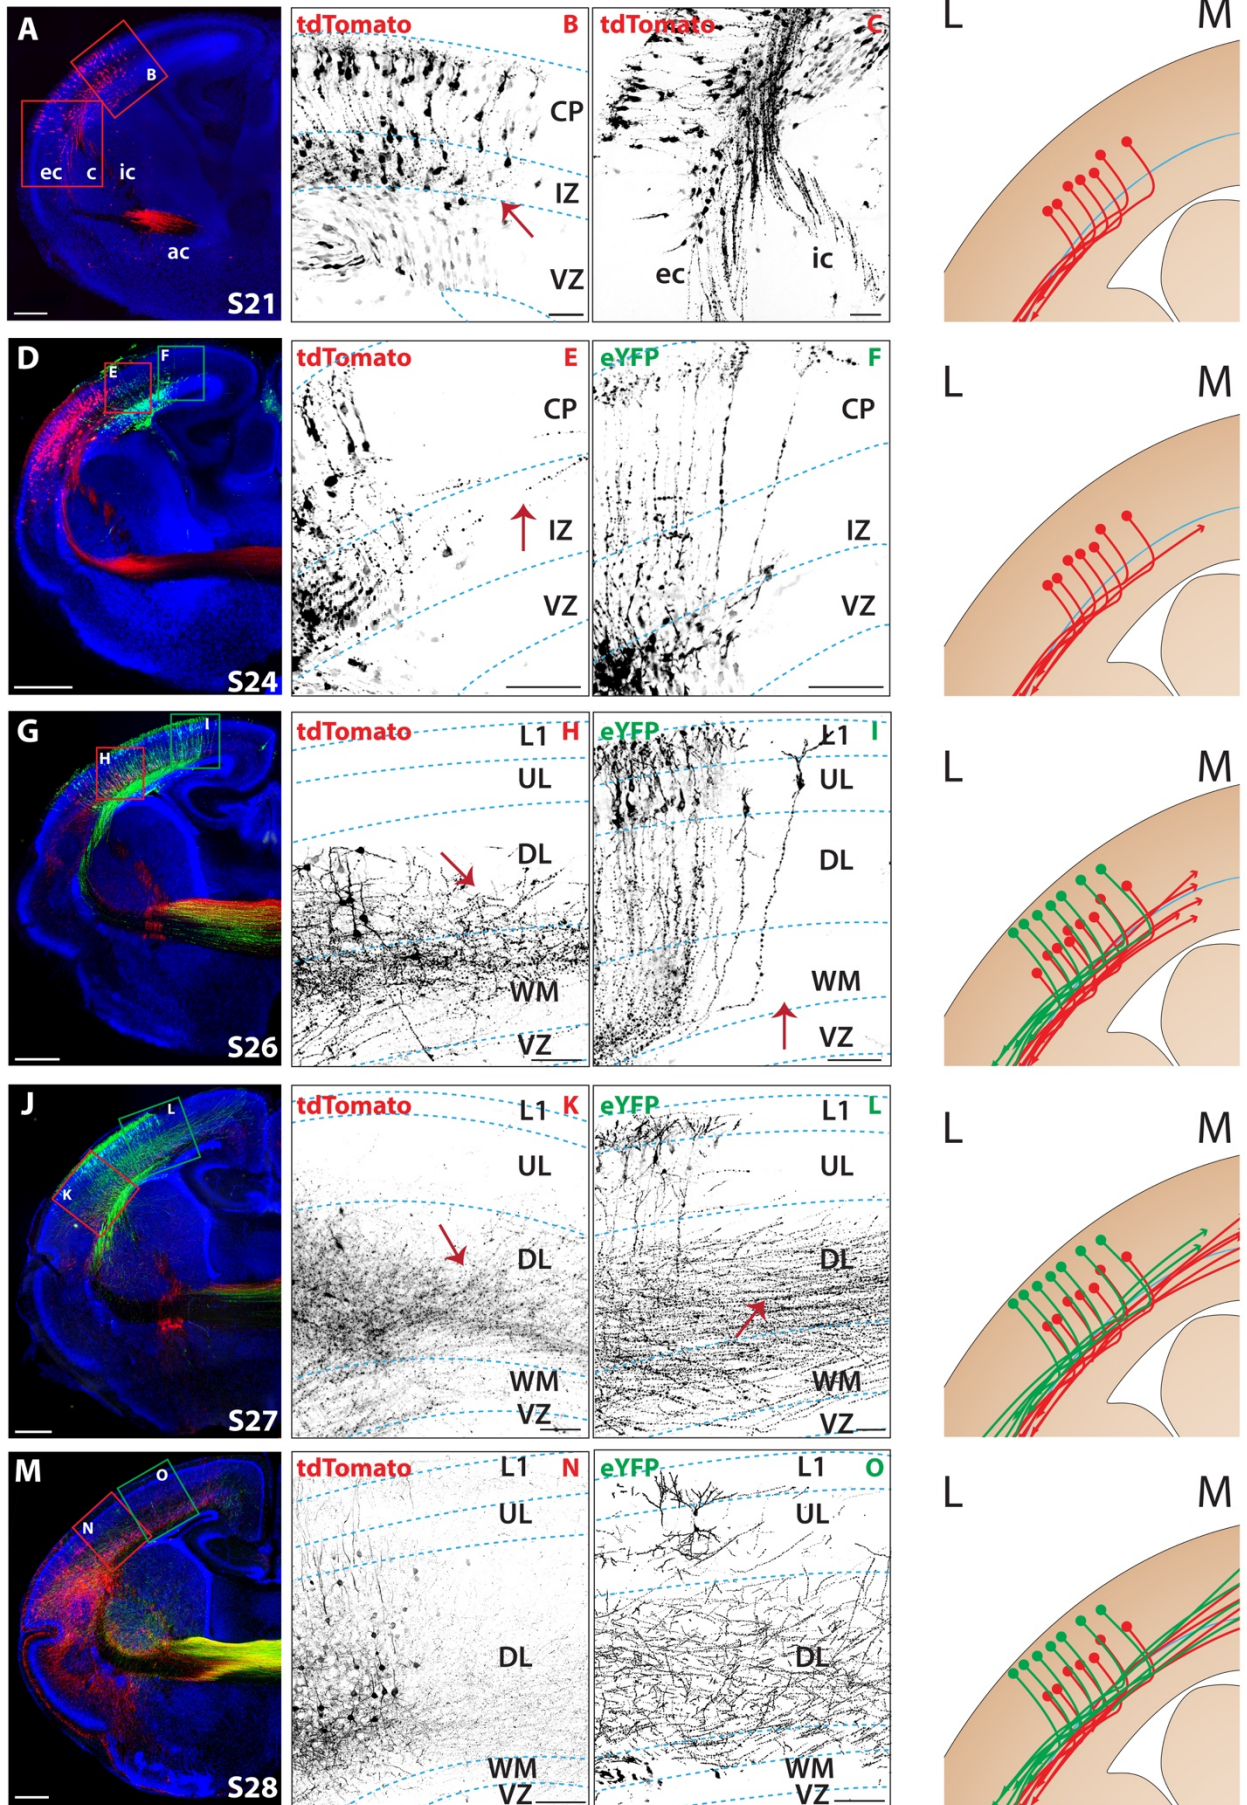 A
B
ec
c
ic
ac
S21
tdTomato
B
CP
IZ
VZ
tdTomato
C
ec
ic
L
M
D
E
F
S24
tdTomato
E
CP
IZ
VZ
eYFP
F
CP
IZ
VZ
L
M
G
H
I
S26
tdTomato
H
L1
UL
DL
WM
VZ
eYFP
I
L1
UL
DL
WM
VZ
L
M
J
K
L
S27
tdTomato
K
L1
UL
DL
WM
VZ
eYFP
L
L1
UL
DL
WM
VZ
L
M
M
N
O
S28
tdTomato
N
L1
UL
DL
WM
VZ
eYFP
O
L1
UL
DL
WM
VZ
L
M